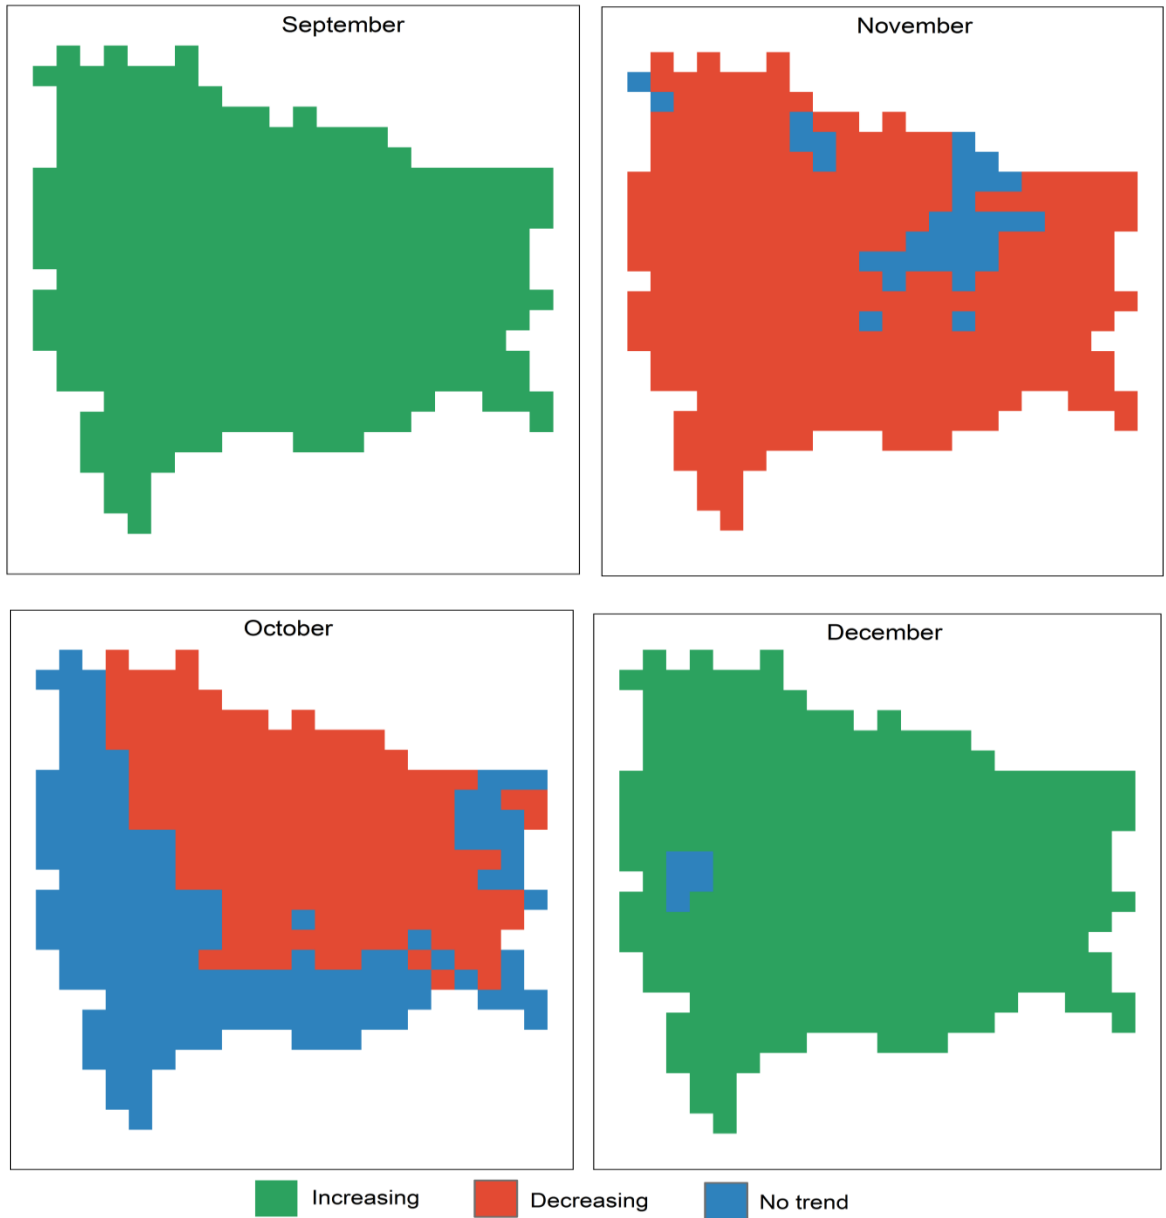 September
November
October
December
Increasing
Decreasing
No trend